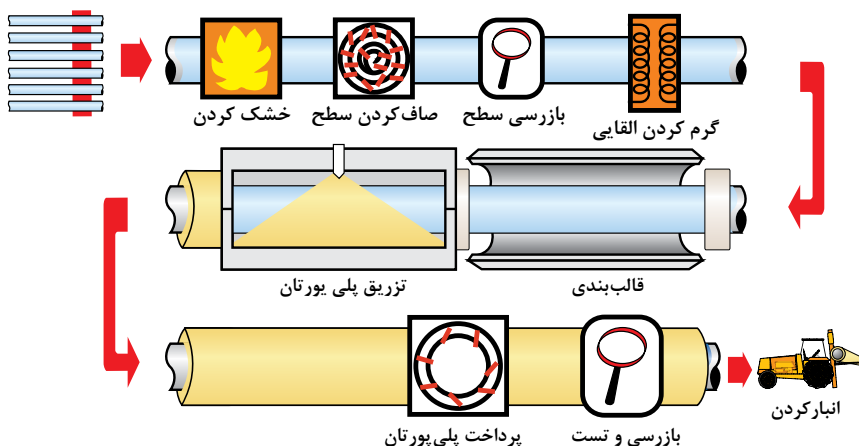 خشک کردن
صاف‌کردن سطح
بازرسی سطح
گرم کردن القایی
قالب‌بندی
تزریق پلی یورتان
پرداخت پلی‌پورتان
بازرسی و تست
انبارکردن